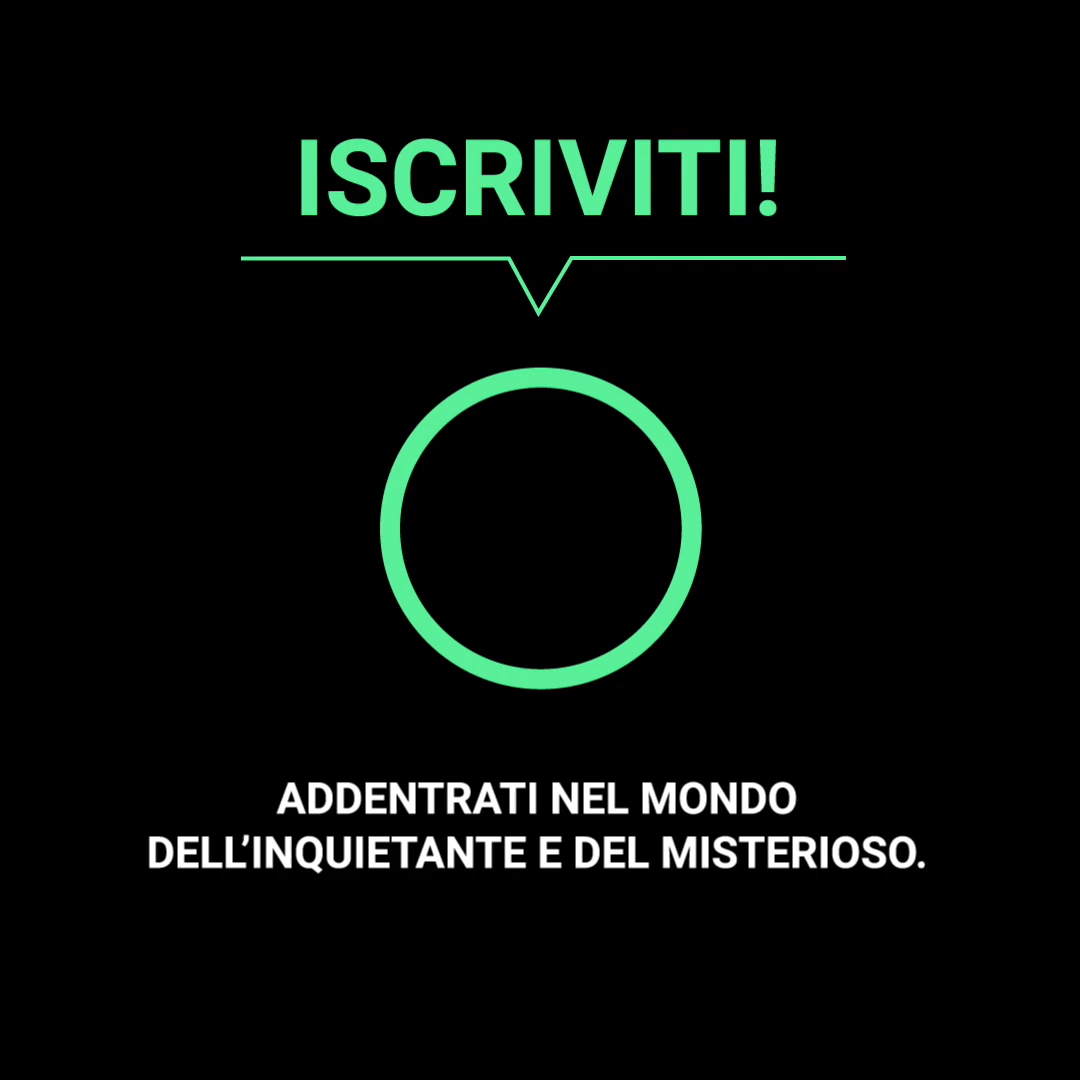 ISCRIVITI!
ADDENTRATI NEL MONDO
DELL’INQUIETANTE E DEL MISTERIOSO.